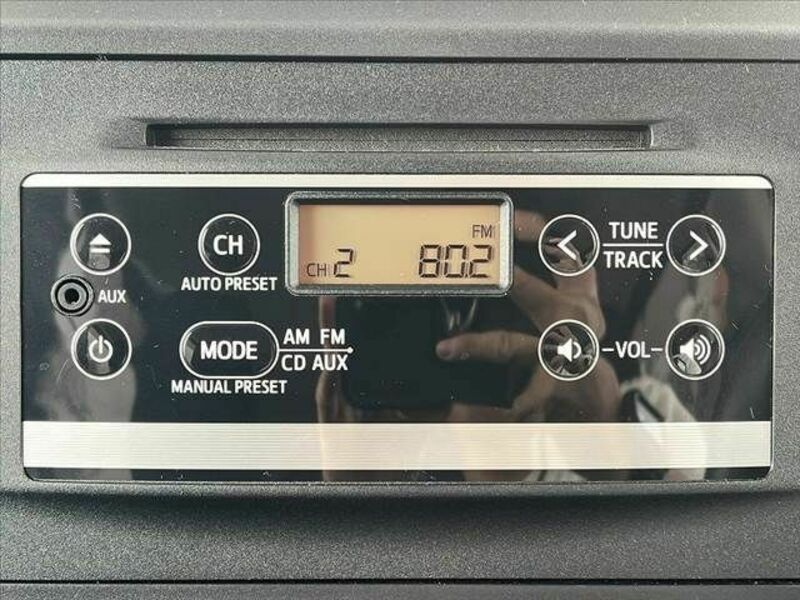 CH
AUTO PRESET
AUX
MODE
AM FM
CD AUX
MANUAL PRESET
FM
CH 2 80.2
TUNE
TRACK
-VOL-